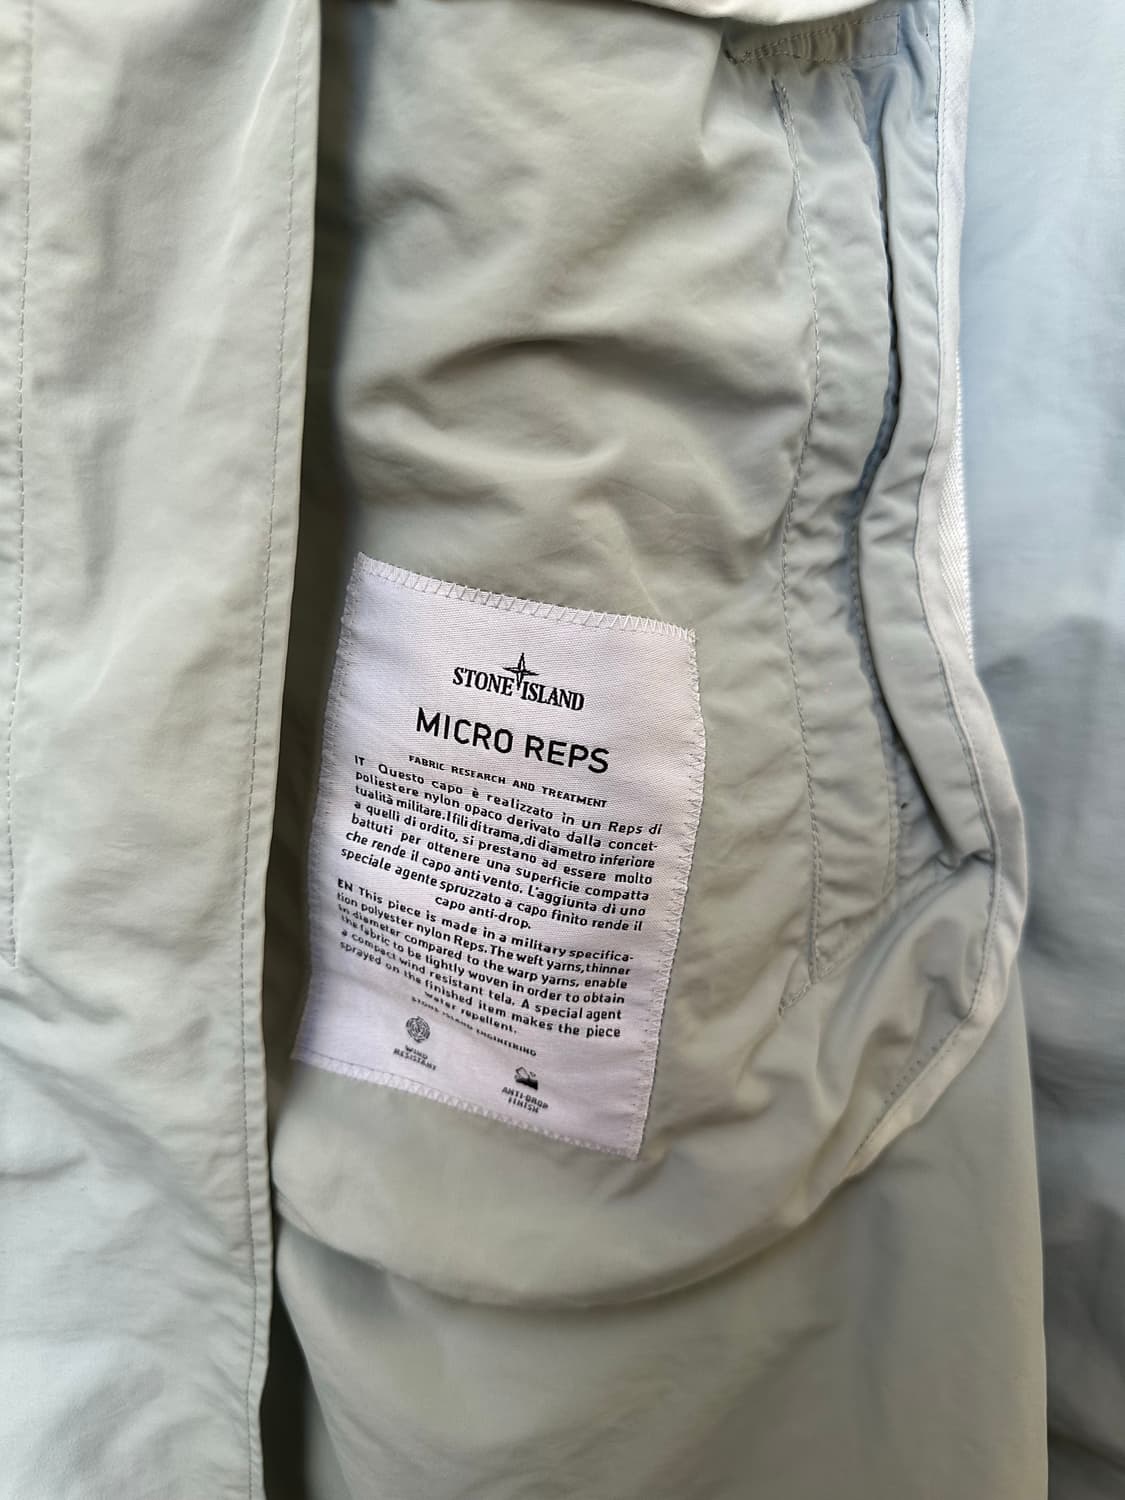 STONE ISLAND
MICRO REPS
FABRIC RESEARCH AND TREATMENT
IT Questo capo è realizzato in un Reps di
poliestere nylon opaco derivato dalla concet-
tualità militare.I fili di trama,di diametro inferiore
a quelli di ordito, si prestano ad essere molto
battuti per ottenere una superficie compatta
che rende il capo anti vento. L'aggiunta di uno
speciale agente spruzzato a capo finito rende il
capo anti-drop.
EN This piece is made in a military specifica-
tion polyester nylon Reps. The weft yarns, thinner
in diameter compared to the warp yarns, enable
the fabric to be tightly woven in order to obtain
a compact wind resistant tela. A special agent
sprayed on the finished item makes the piece
water repellent.
STONE ISLAND ENGINEERING
WIND
RESISTANT
ANTI-DROP
FINISH